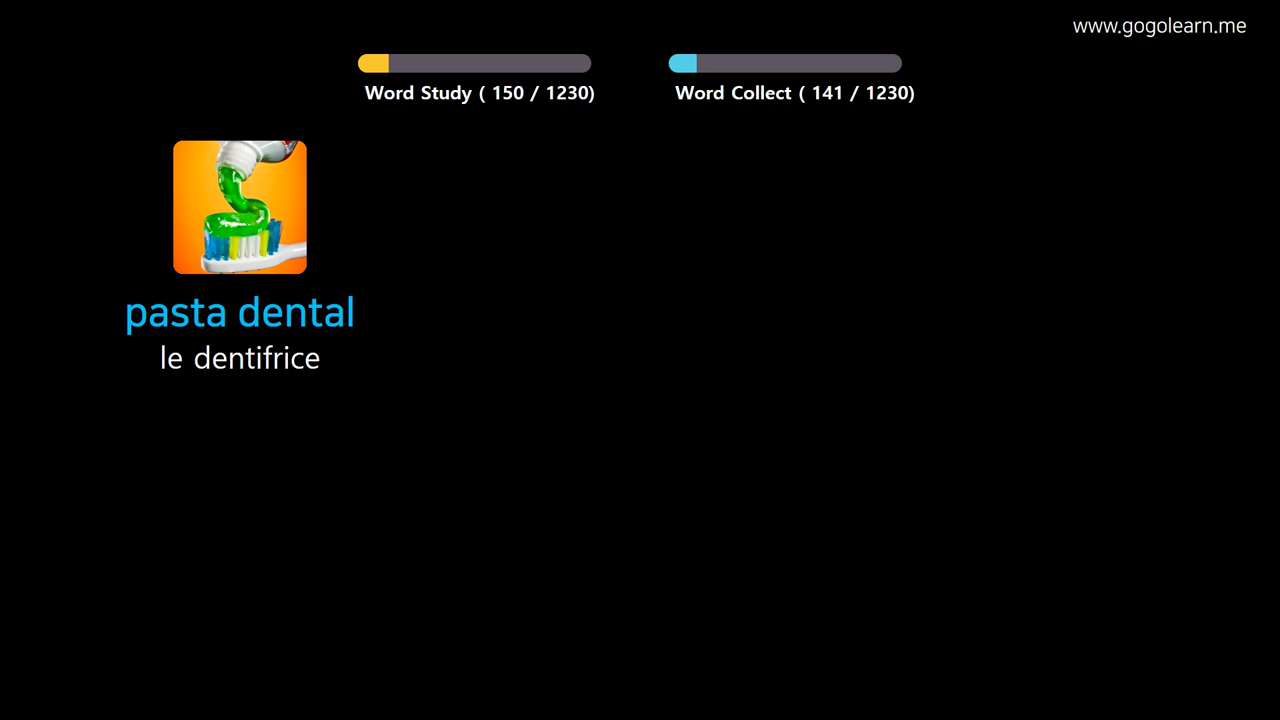 www.gogolearn.me
Word Study ( 150 / 1230)
Word Collect ( 141 / 1230)
pasta dental
le dentifrice